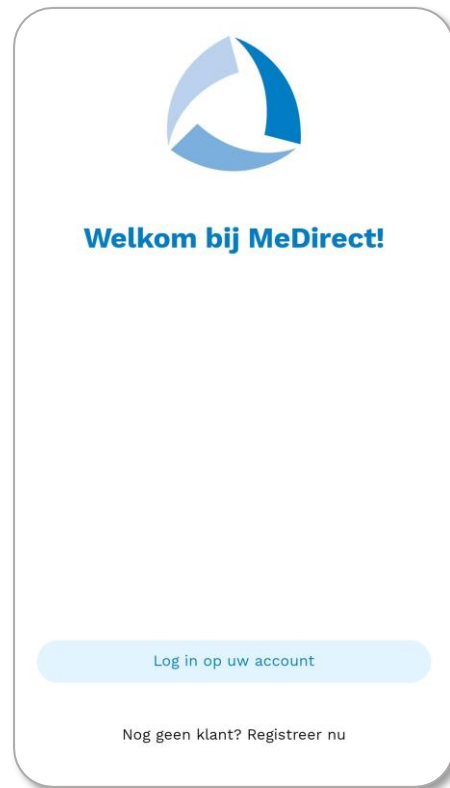 Welkom bij MeDirect!
Log in op uw account
Nog geen klant? Registreer nu